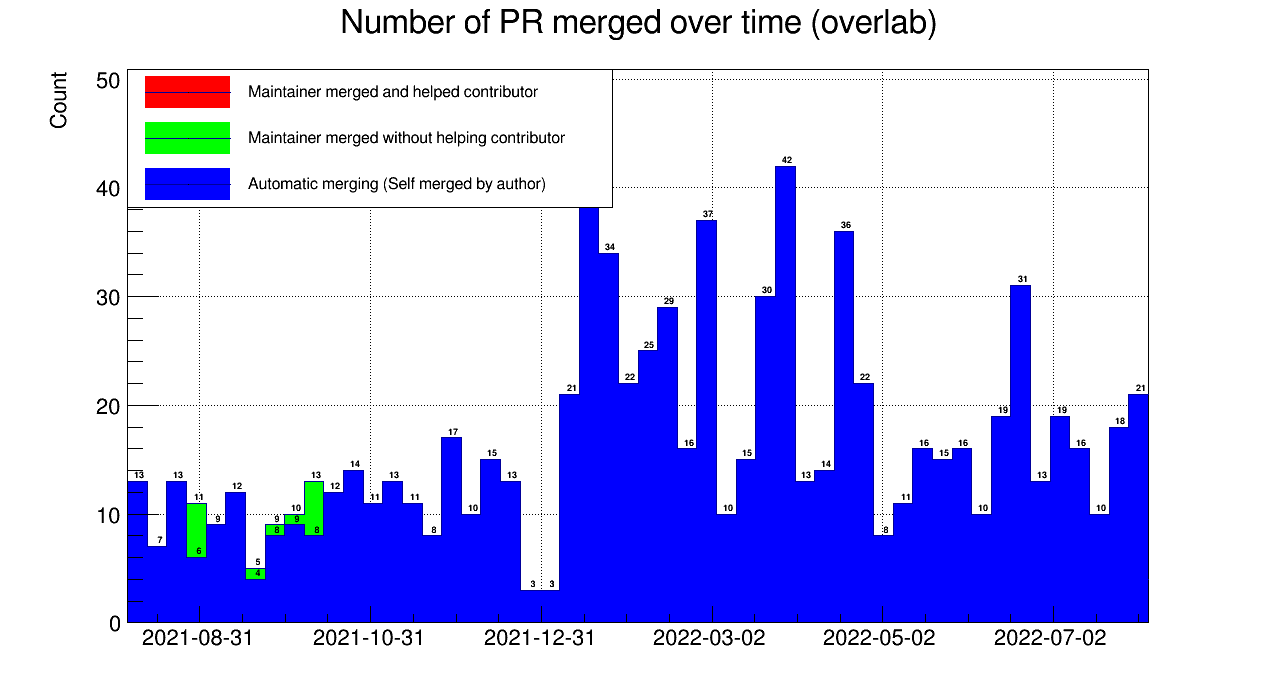 Number of PR merged over time (overlab)
Count
50
40
30
20
10
0
Maintainer merged and helped contributor
Maintainer merged without helping contributor
Automatic merging (Self merged by author)
13 7 13 11 6 9 12 5 4 9 8 10 9 13 8 12 14 11 13 11 8 17 10 15 13 3 3 21 34 22 25 29 16 37 10 15 30 42 13 14 36 22 8 11 16 15 16 10 19 31 13 19 16 10 18 21
2021-08-31 2021-10-31 2021-12-31 2022-03-02 2022-05-02 2022-07-02